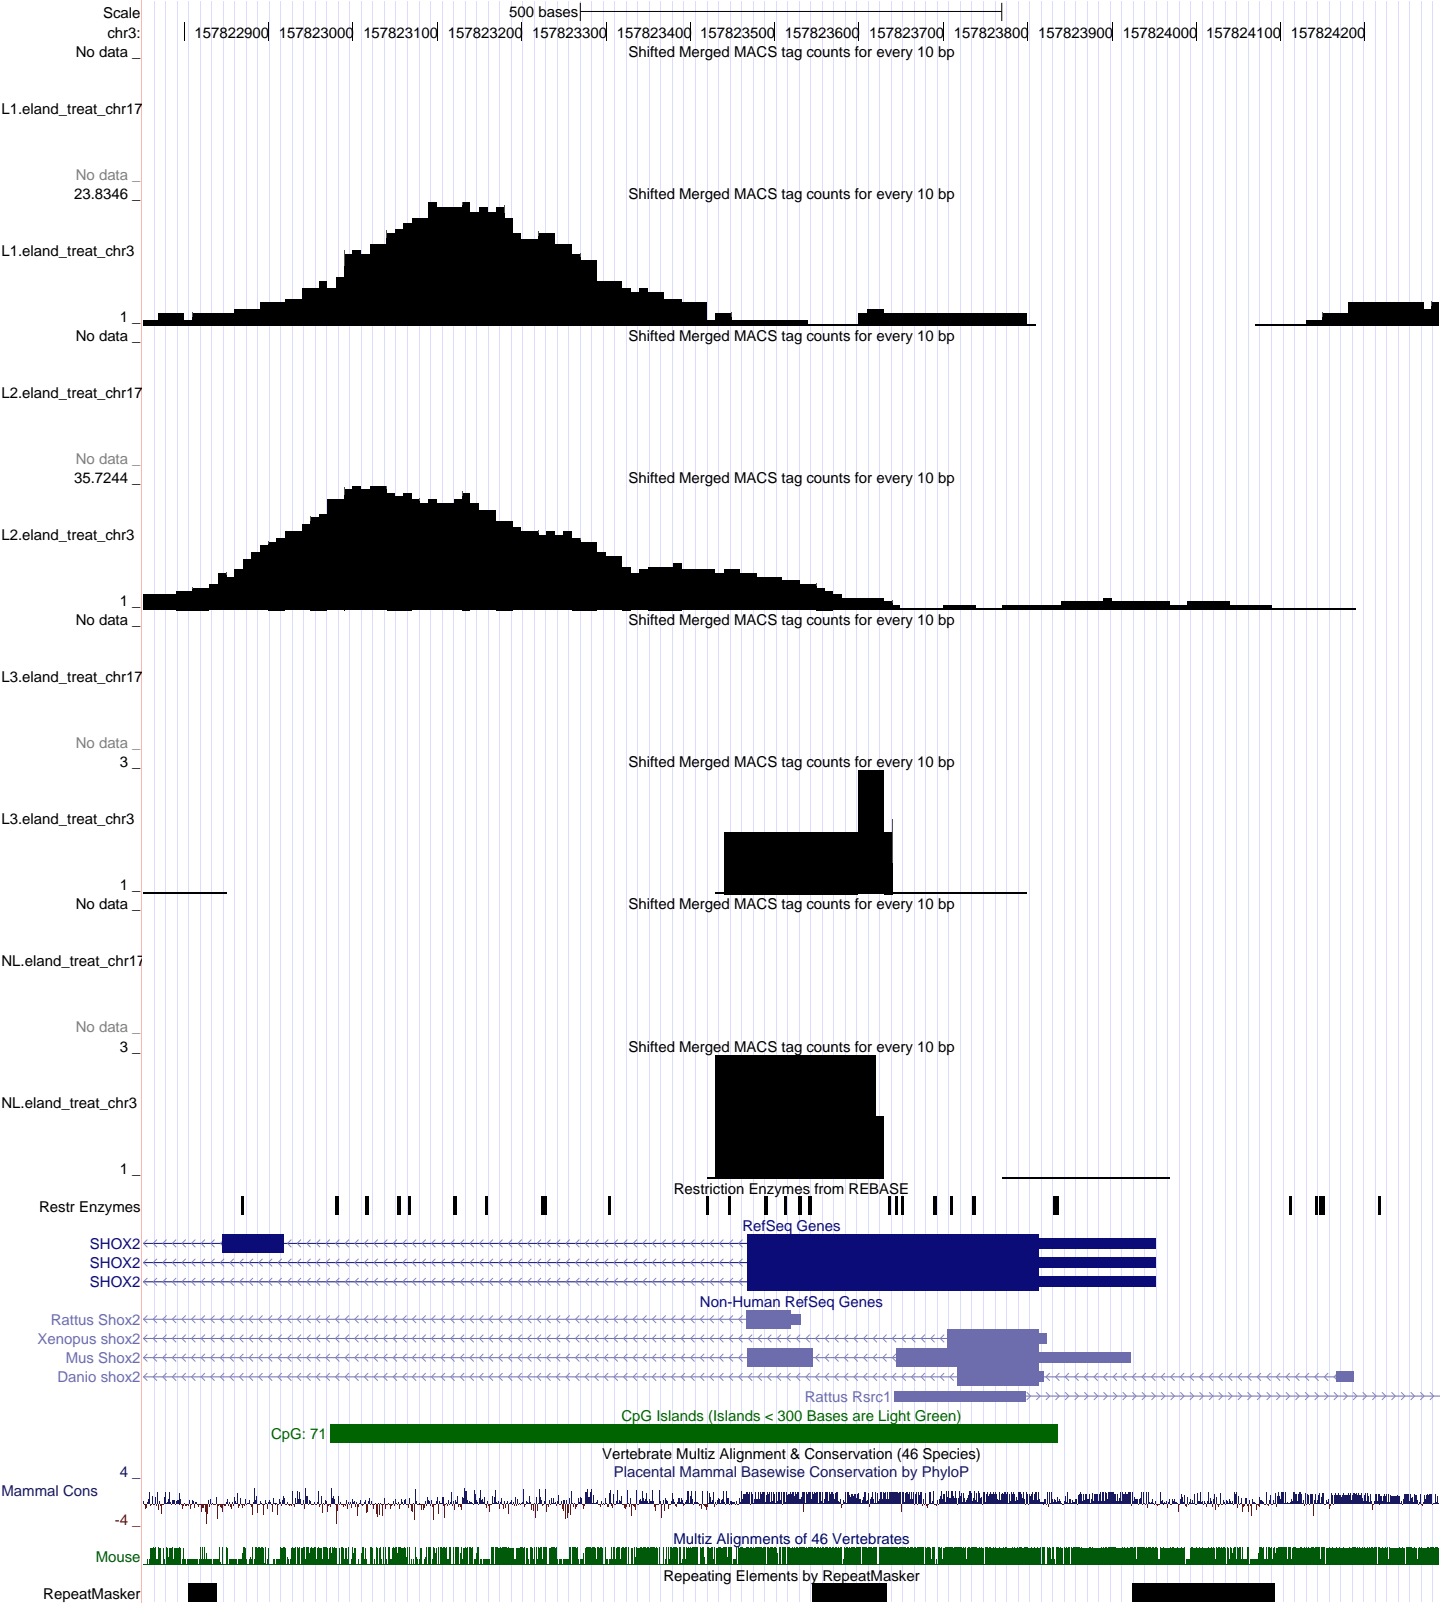 Scale 500 bases
chr3: 157822900 157823000 157823100 157823200 157823300 157823400 157823500 157823600 157823700 157823800 157823900 157824000 157824100 157824200
No data _ Shifted Merged MACS tag counts for every 10 bp
L1.eland_treat_chr17
No data _
23.8346 _ Shifted Merged MACS tag counts for every 10 bp
L1.eland_treat_chr3
1 _
No data _ Shifted Merged MACS tag counts for every 10 bp
L2.eland_treat_chr17
No data _
35.7244 _ Shifted Merged MACS tag counts for every 10 bp
L2.eland_treat_chr3
1 _
No data _ Shifted Merged MACS tag counts for every 10 bp
L3.eland_treat_chr17
No data _
3 _ Shifted Merged MACS tag counts for every 10 bp
L3.eland_treat_chr3
1 _
No data _ Shifted Merged MACS tag counts for every 10 bp
NL.eland_treat_chr17
No data _
3 _ Shifted Merged MACS tag counts for every 10 bp
NL.eland_treat_chr3
1 _
Restriction Enzymes from REBASE
Restr Enzymes
RefSeq Genes
SHOX2
SHOX2
SHOX2
Non-Human RefSeq Genes
Rattus Shox2
Xenopus shox2
Mus Shox2
Danio shox2
Rattus Rsrc1
CpG Islands (Islands < 300 Bases are Light Green)
CpG: 71
Vertebrate Multiz Alignment & Conservation (46 Species)
4 _ Placental Mammal Basewise Conservation by PhyloP
Mammal Cons
-4 _
Multiz Alignments of 46 Vertebrates
Mouse
Repeating Elements by RepeatMasker
RepeatMasker